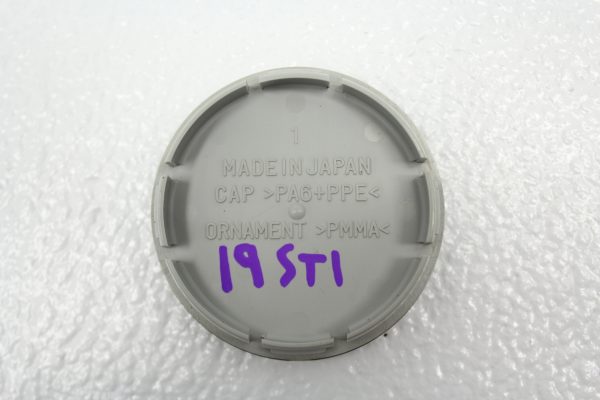 1
MADE IN JAPAN
CAP >PA6+PPE<
ORNAMENT >PMMA<
19 STI